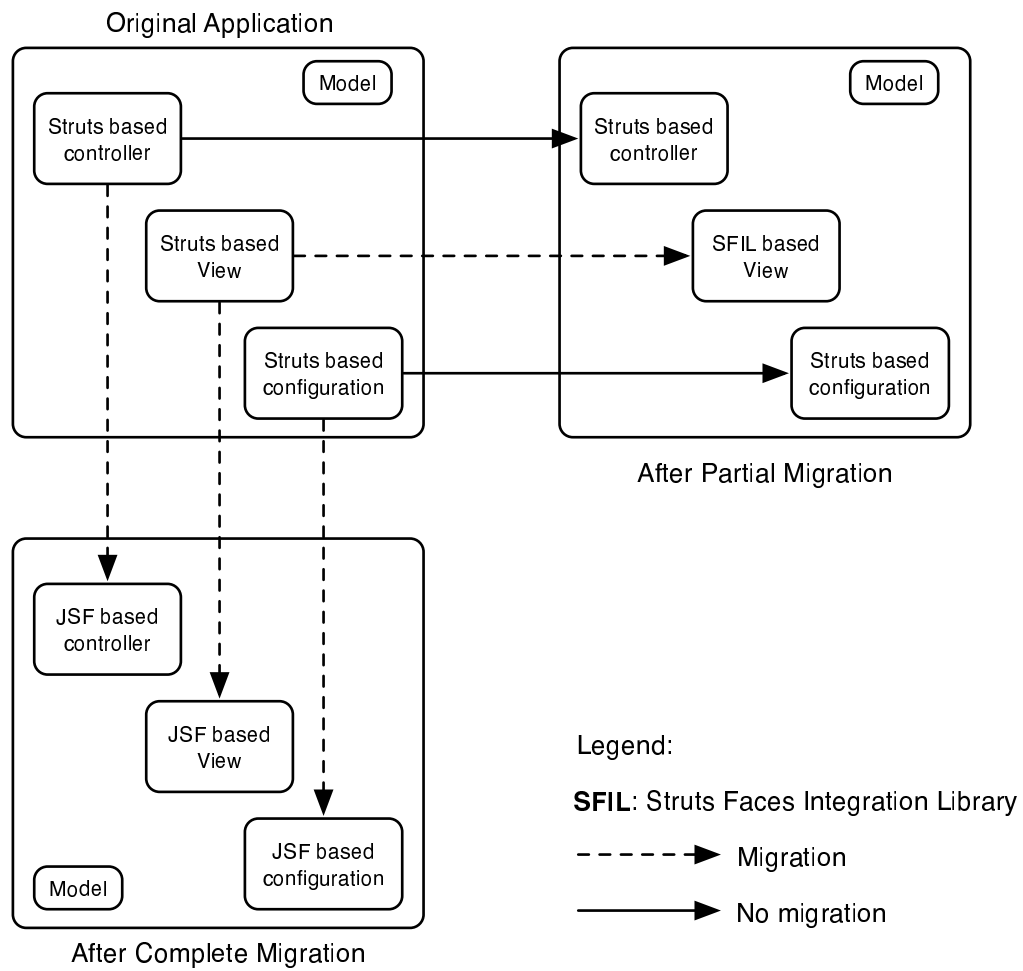 Original Application
Model
Struts based
controller
Struts based
View
Struts based
configuration
Model
Struts based
controller
SFIL based
View
Struts based
configuration
After Partial Migration
JSF based
controller
JSF based
View
JSF based
configuration
Model
After Complete Migration
Legend:
SFIL: Struts Faces Integration Library
Migration
No migration